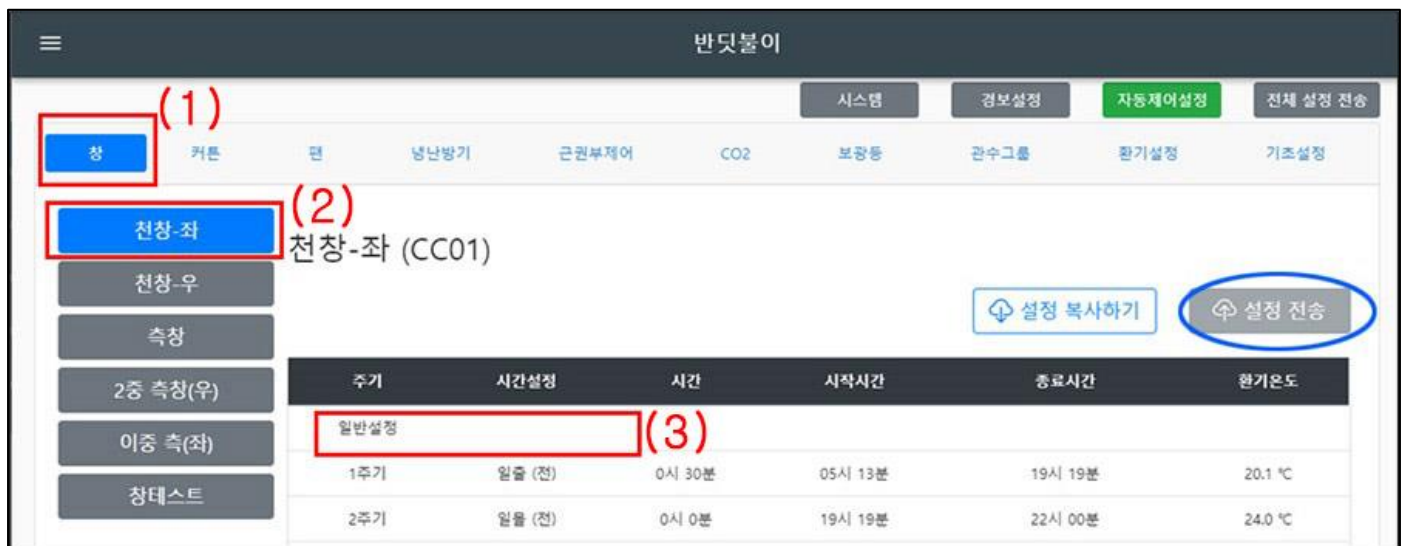 반딧불이
시스템 경보설정 자동제어설정 전체 설정 전송
(1)
창 커튼 팬 냉난방기 근권부제어 CO2 보광등 관수그룹 환기설정 기초설정
(2)
천창-좌
천창-우
측창
2중 측창(우)
이중 측(좌)
창테스트
천창-좌 (CC01)
설정 복사하기 설정 전송
주기 시간설정 시간 시작시간 종료시간 환기온도
일반설정 (3)
1주기 일출 (전) 0시 30분 05시 13분 19시 19분 20.1 ℃
2주기 일몰 (전) 0시 0분 19시 19분 22시 00분 24.0 ℃